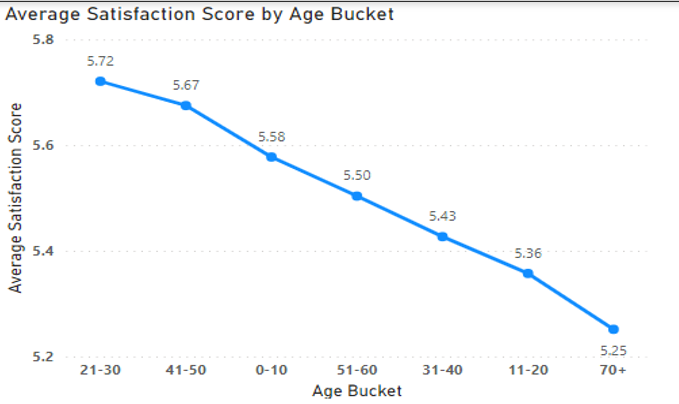 Average Satisfaction Score by Age Bucket
Average Satisfaction Score
5.8
5.6
5.4
5.2
5.72
5.67
5.58
5.50
5.43
5.36
5.25
21-30 41-50 0-10 51-60 31-40 11-20 70+
Age Bucket